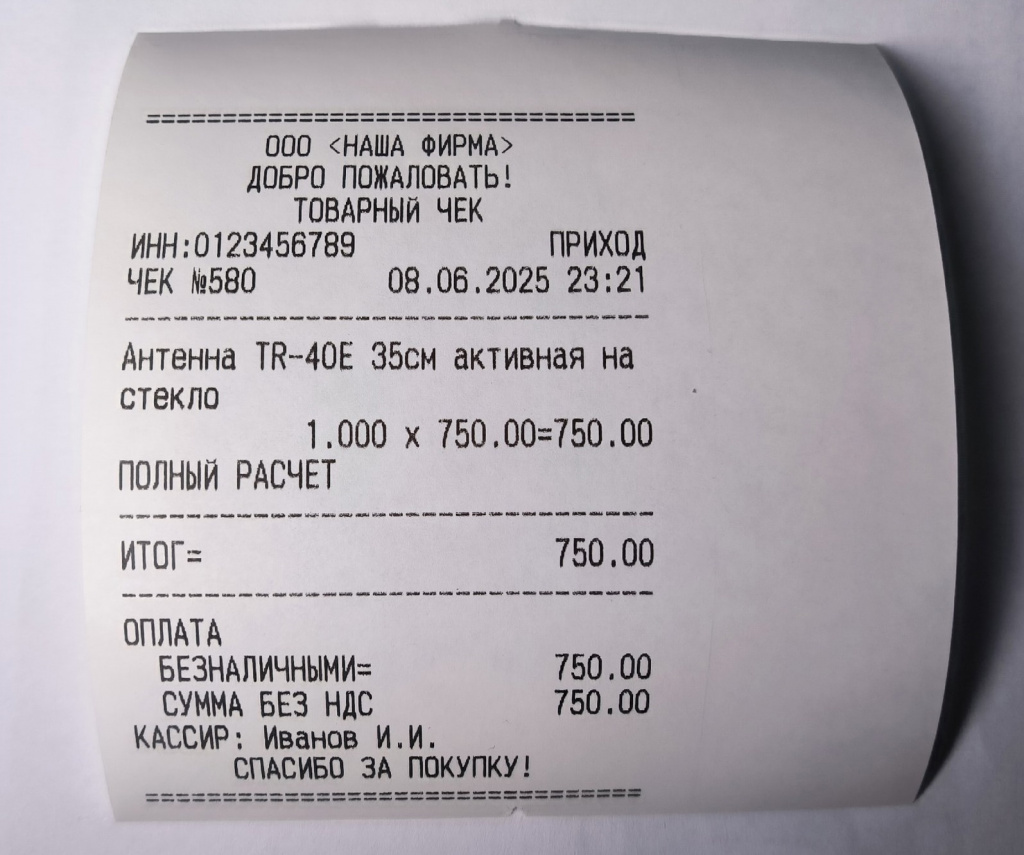 ================================
ООО <НАША ФИРМА>
ДОБРО ПОЖАЛОВАТЬ!
ТОВАРНЫЙ ЧЕК
ИНН:0123456789 ПРИХОД
ЧЕК №580 08.06.2025 23:21
--------------------------------
Антенна TR-40E 35см активная на
стекло
1.000 x 750.00=750.00
ПОЛНЫЙ РАСЧЕТ
--------------------------------
ИТОГ= 750.00
--------------------------------
ОПЛАТА
БЕЗНАЛИЧНЫМИ= 750.00
СУММА БЕЗ НДС 750.00
КАССИР: Иванов И.И.
СПАСИБО ЗА ПОКУПКУ!
================================